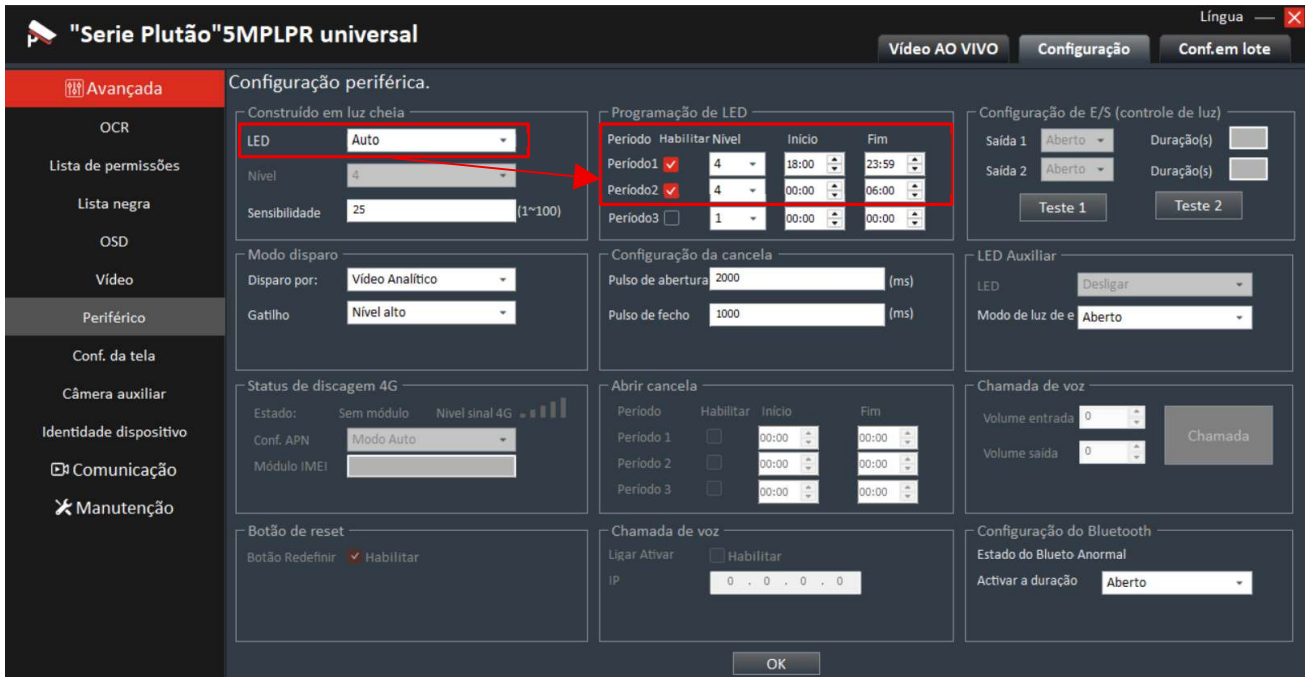 Língua
"Serie Plutão"5MPLPR universal
Vídeo AO VIVO
Configuração
Conf.em lote
Avançada
OCR
Lista de permissões
Lista negra
OSD
Vídeo
Periférico
Conf. da tela
Câmera auxiliar
Identidade dispositivo
Comunicação
Manutenção
Configuração periférica.
Construído em luz cheia
LED Auto
Nível 4
Sensibilidade 25 (1~100)
Programação de LED
Período Habilitar Nível Início Fim
Período1 4 18:00 23:59
Período2 4 00:00 06:00
Período3 1 00:00 00:00
Configuração de E/S (controle de luz)
Saída 1 Aberto Duração(s)
Saída 2 Aberto Duração(s)
Teste 1 Teste 2
Modo disparo
Disparo por: Vídeo Analítico
Gatilho Nível alto
Configuração da cancela
Pulso de abertura 2000 (ms)
Pulso de fecho 1000 (ms)
LED Auxiliar
LED Desligar
Modo de luz de e Aberto
Status de discagem 4G
Estado: Sem módulo Nivel sinal 4G
Conf. APN Modo Auto
Módulo IMEI
Abrir cancela
Período Habilitar Início Fim
Período 1 00:00 00:00
Período 2 00:00 00:00
Período 3 00:00 00:00
Chamada de voz
Volume entrada 0
Volume saida 0
Chamada
Botão de reset
Botão Redefinir Habilitar
Chamada de voz
Ligar Ativar Habilitar
IP 0 . 0 . 0 . 0
Configuração do Bluetooth
Estado do Blueto Anormal
Activar a duração Aberto
OK